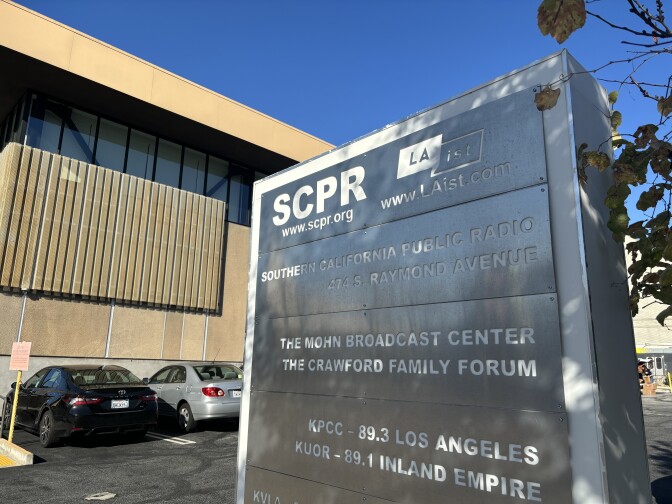 SCPR
www.scpr.org
LAist
www.LAist.com
SOUTHERN CALIFORNIA PUBLIC RADIO
474 S. RAYMOND AVENUE
THE MOHN BROADCAST CENTER
THE CRAWFORD FAMILY FORUM
KPCC – 89.3 LOS ANGELES
KUOR – 89.1 INLAND EMPIRE
KVLA